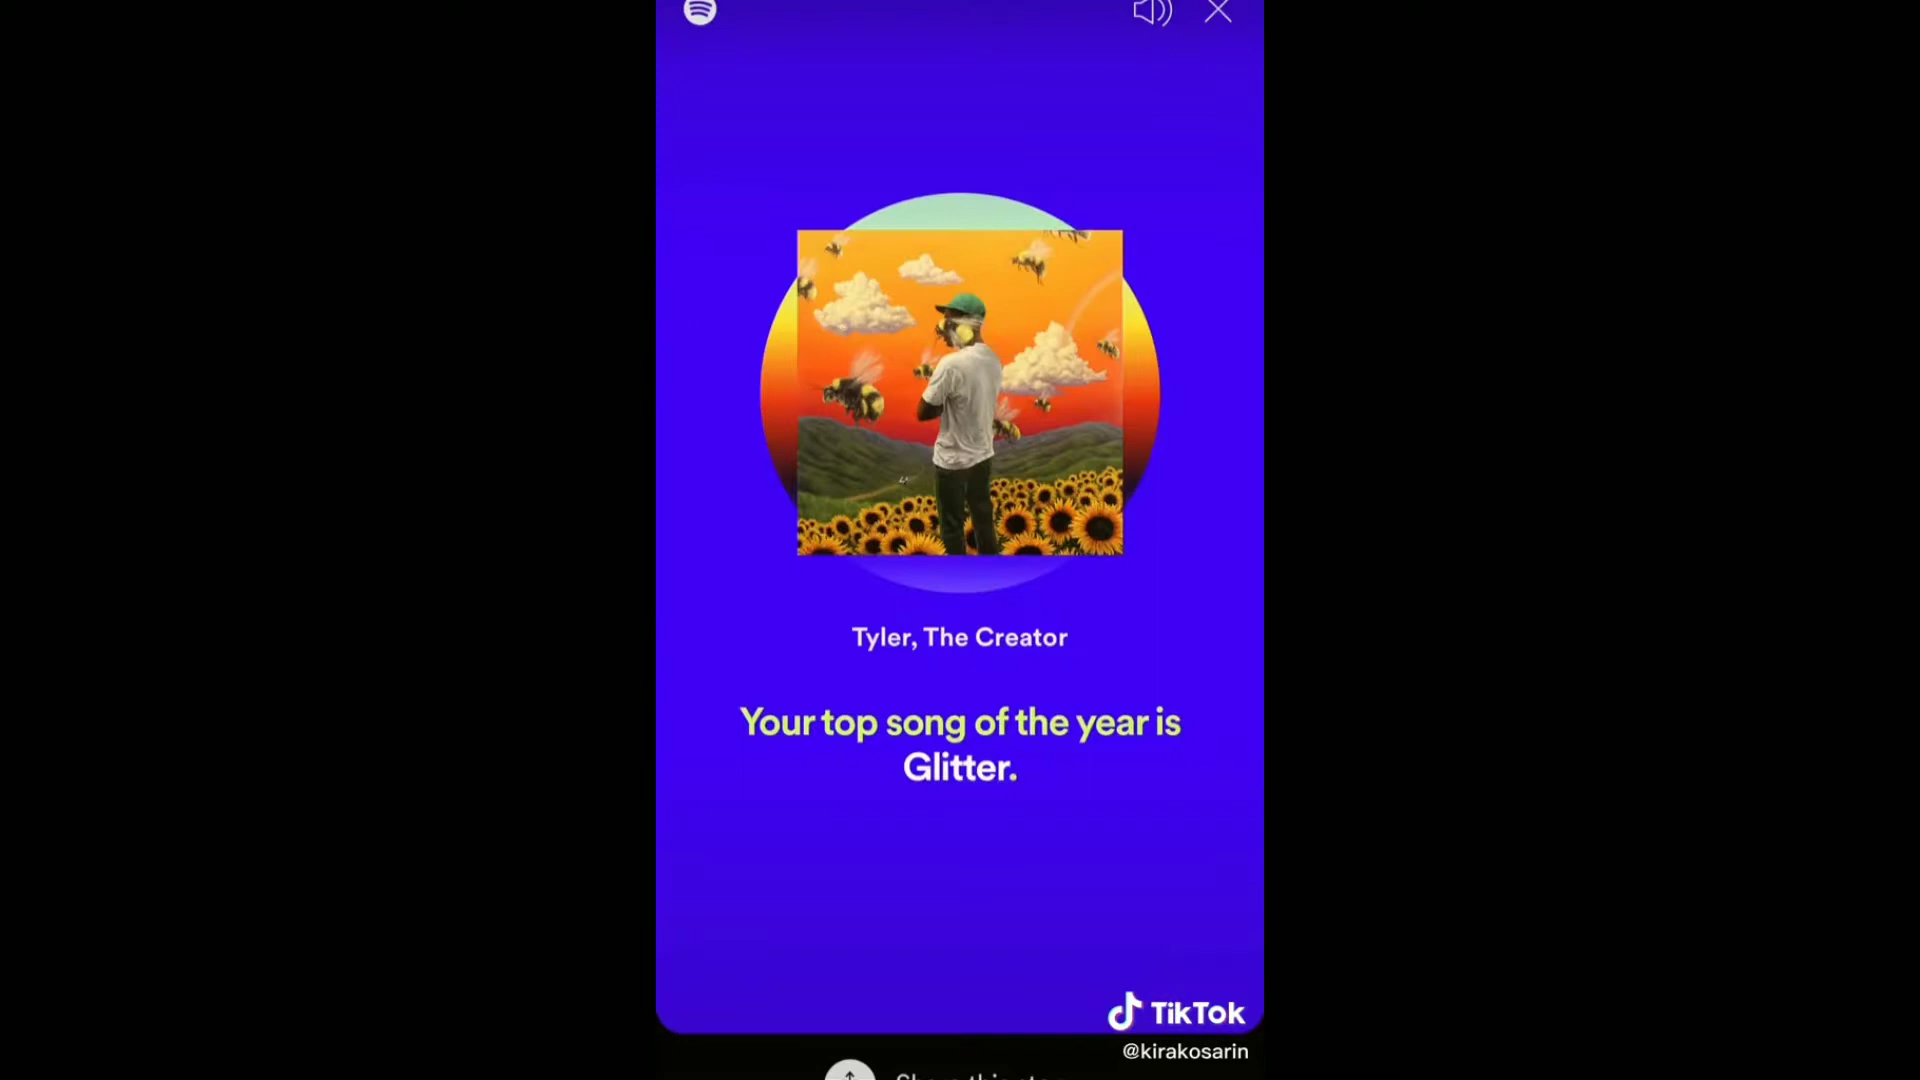 Tyler, The Creator
Your top song of the year is
Glitter.
TikTok
@kirakosarin